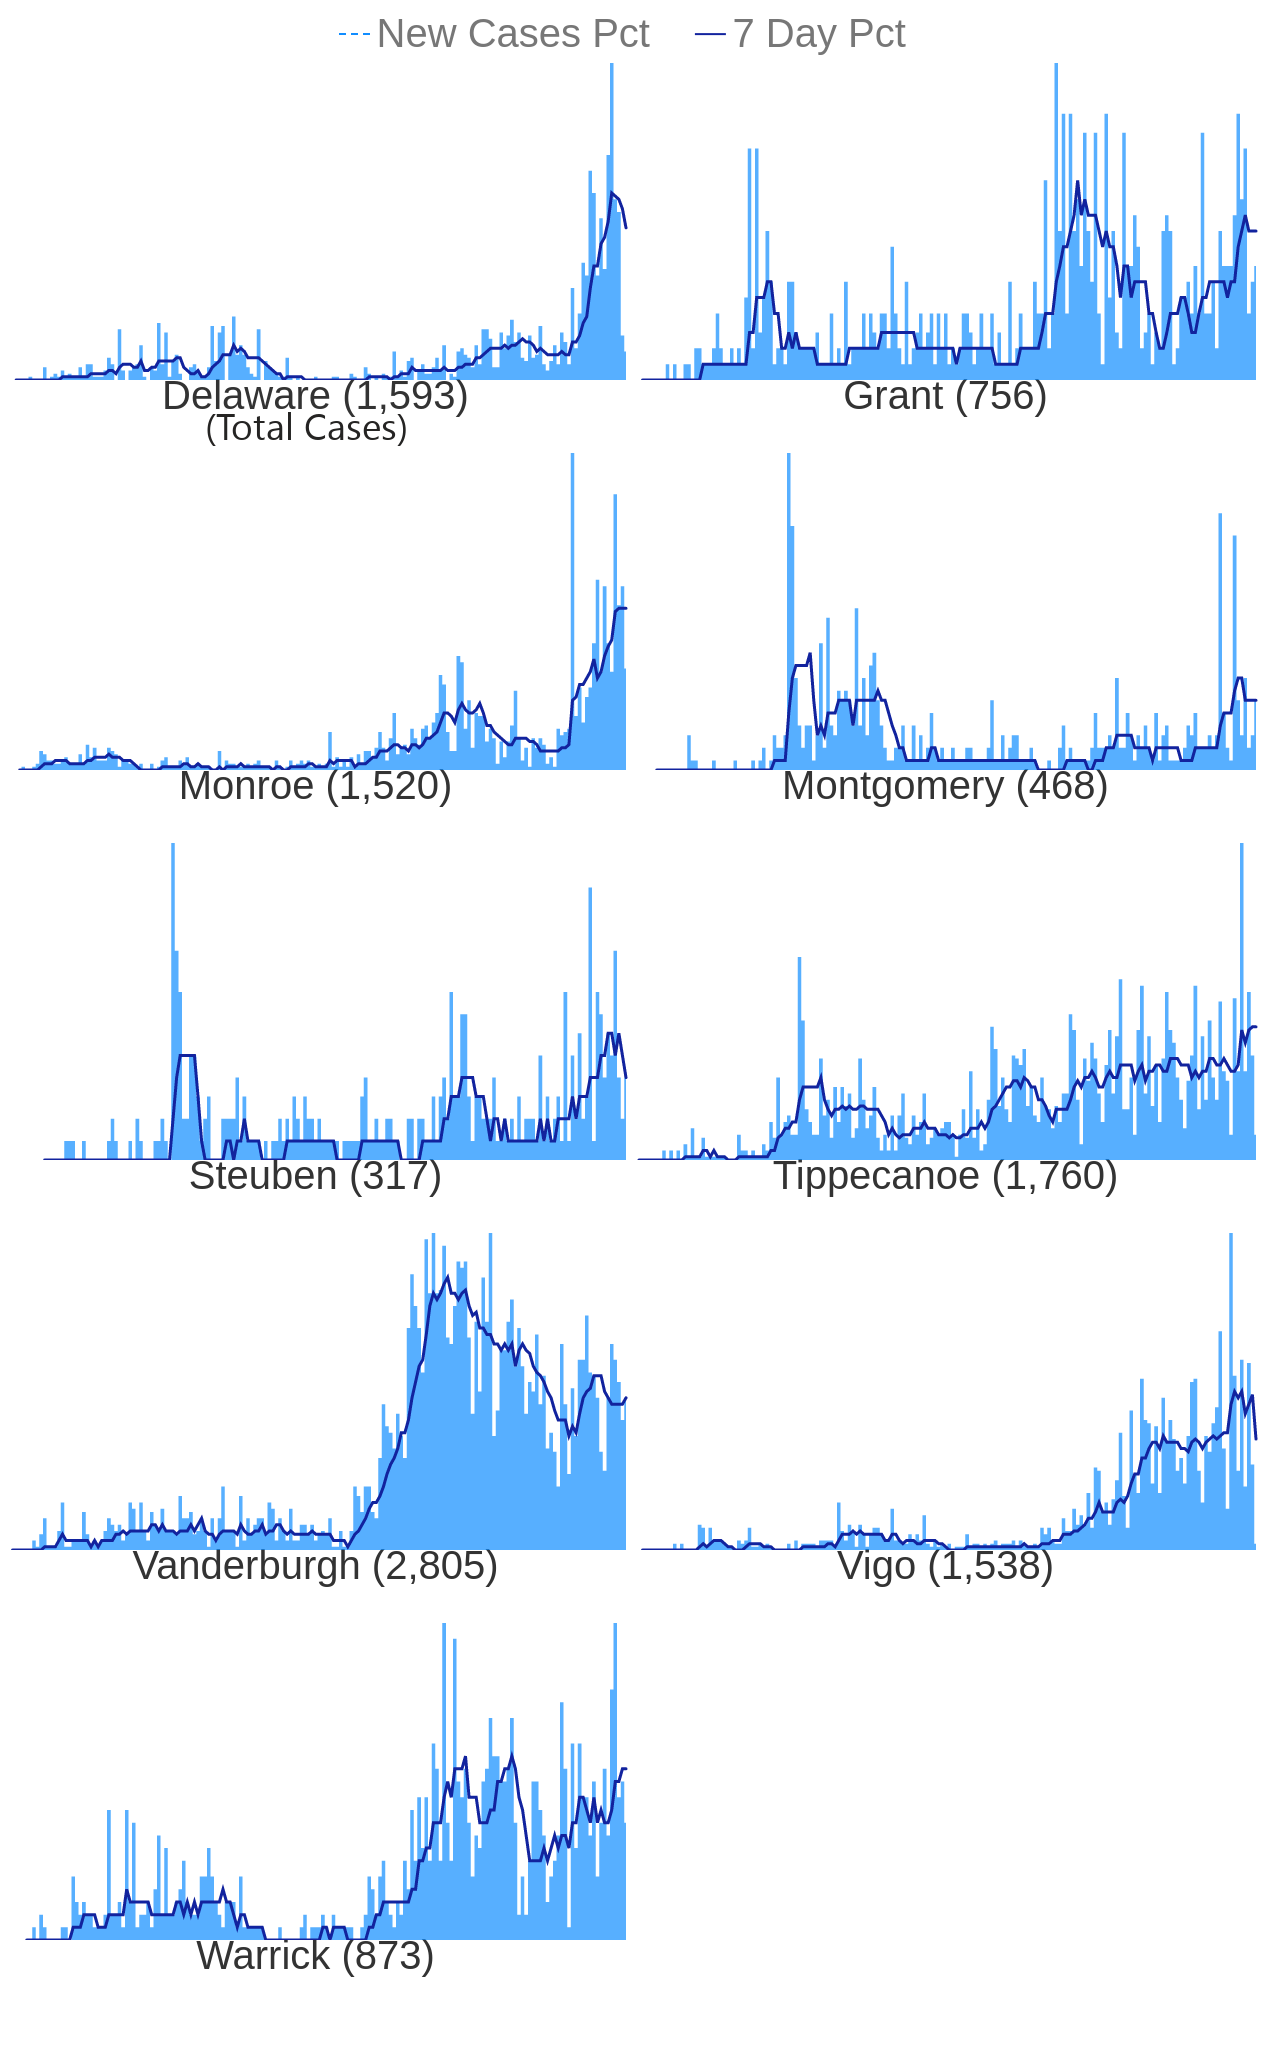 New Cases Pct 7 Day Pct
Delaware (1,593) Grant (756)
(Total Cases)
Monroe (1,520) Montgomery (468)
Steuben (317) Tippecanoe (1,760)
Vanderburgh (2,805) Vigo (1,538)
Warrick (873)